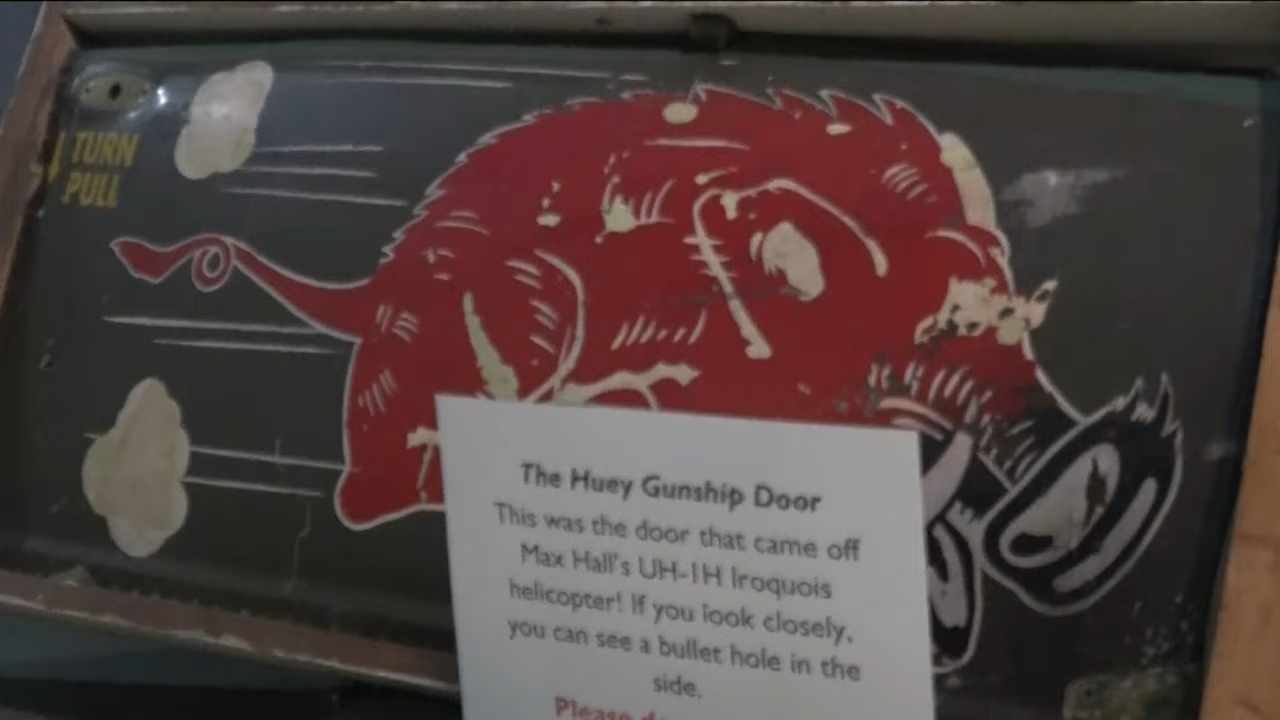 TURN
PULL
The Huey Gunship Door
This was the door that came off
Max Hall's UH-1H Iroquois
helicopter! If you look closely,
you can see a bullet hole in the
side.
Please